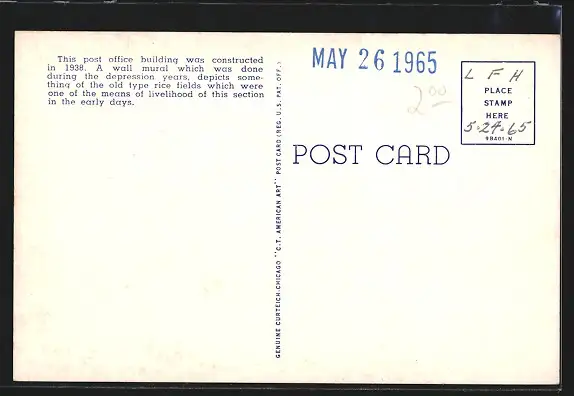 This post office building was constructed
in 1938. A wall mural which was done
during the depression years, depicts some-
thing of the old type rice fields which were
one of the means of livelihood of this section
in the early days.
GENUINE CURTEICH-CHICAGO "C.T. AMERICAN ART" POST CARD (REG. U.S. PAT. OFF.)
MAY 26 1965
2.00
POST CARD
L F H
PLACE
STAMP
HERE
5-24-65
9B401-N